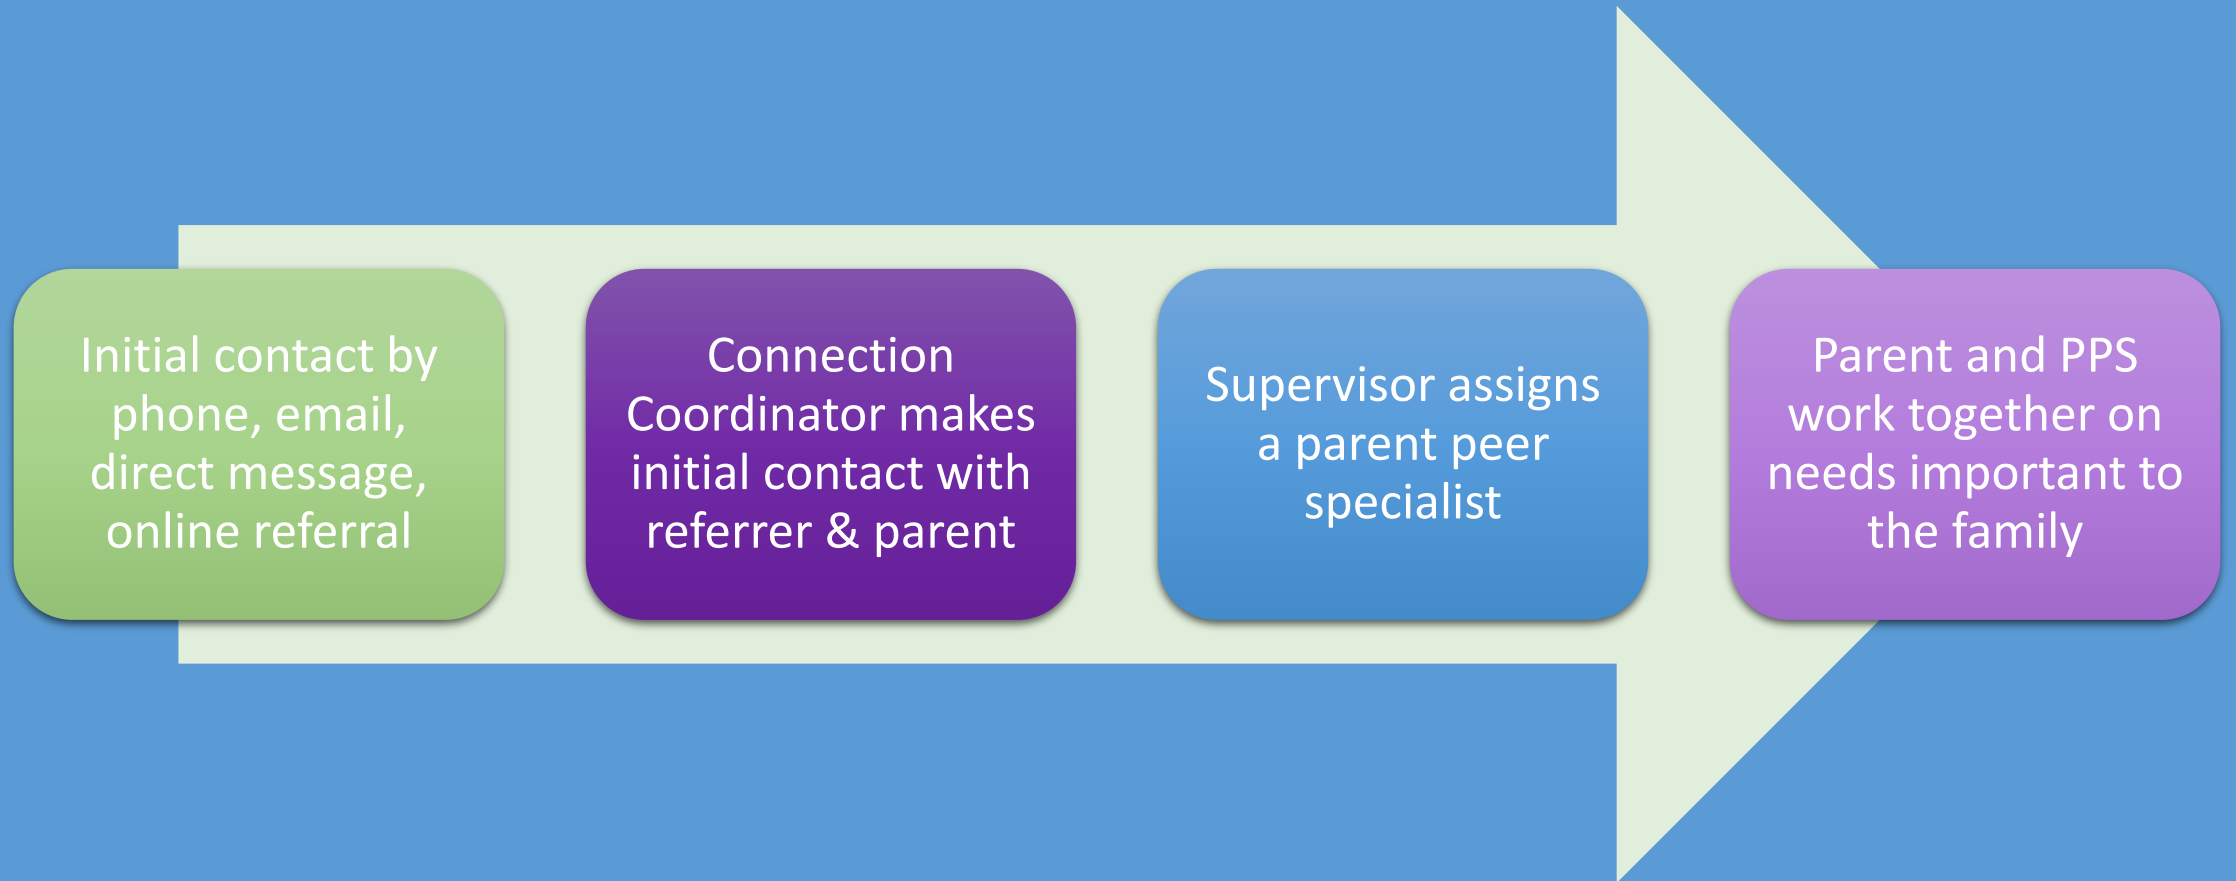 Initial contact by
phone, email,
direct message,
online referral
Connection
Coordinator makes
initial contact with
referrer & parent
Supervisor assigns
a parent peer
specialist
Parent and PPS
work together on
needs important to
the family